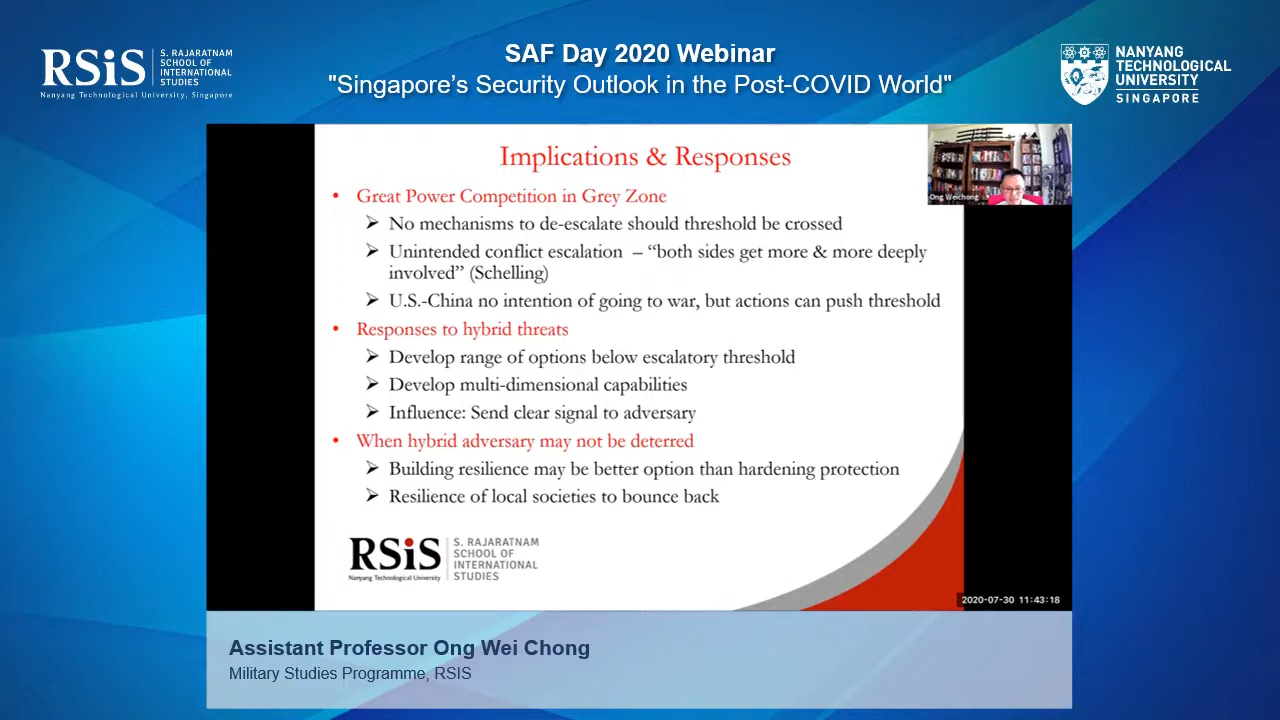 RSiS
S. RAJARATNAM
SCHOOL OF
INTERNATIONAL
STUDIES
Nanyang Technological University, Singapore
SAF Day 2020 Webinar
"Singapore's Security Outlook in the Post-COVID World"
NANYANG
TECHNOLOGICAL
UNIVERSITY
SINGAPORE
Implications & Responses
Ong Weichong
• Great Power Competition in Grey Zone
➢ No mechanisms to de-escalate should threshold be crossed
➢ Unintended conflict escalation – “both sides get more & more deeply
involved” (Schelling)
➢ U.S.-China no intention of going to war, but actions can push threshold
• Responses to hybrid threats
➢ Develop range of options below escalatory threshold
➢ Develop multi-dimensional capabilities
➢ Influence: Send clear signal to adversary
• When hybrid adversary may not be deterred
➢ Building resilience may be better option than hardening protection
➢ Resilience of local societies to bounce back
RSiS
Nanyang Technological University
S. RAJARATNAM
SCHOOL OF
INTERNATIONAL
STUDIES
2020-07-30 11:43:18
Assistant Professor Ong Wei Chong
Military Studies Programme, RSIS